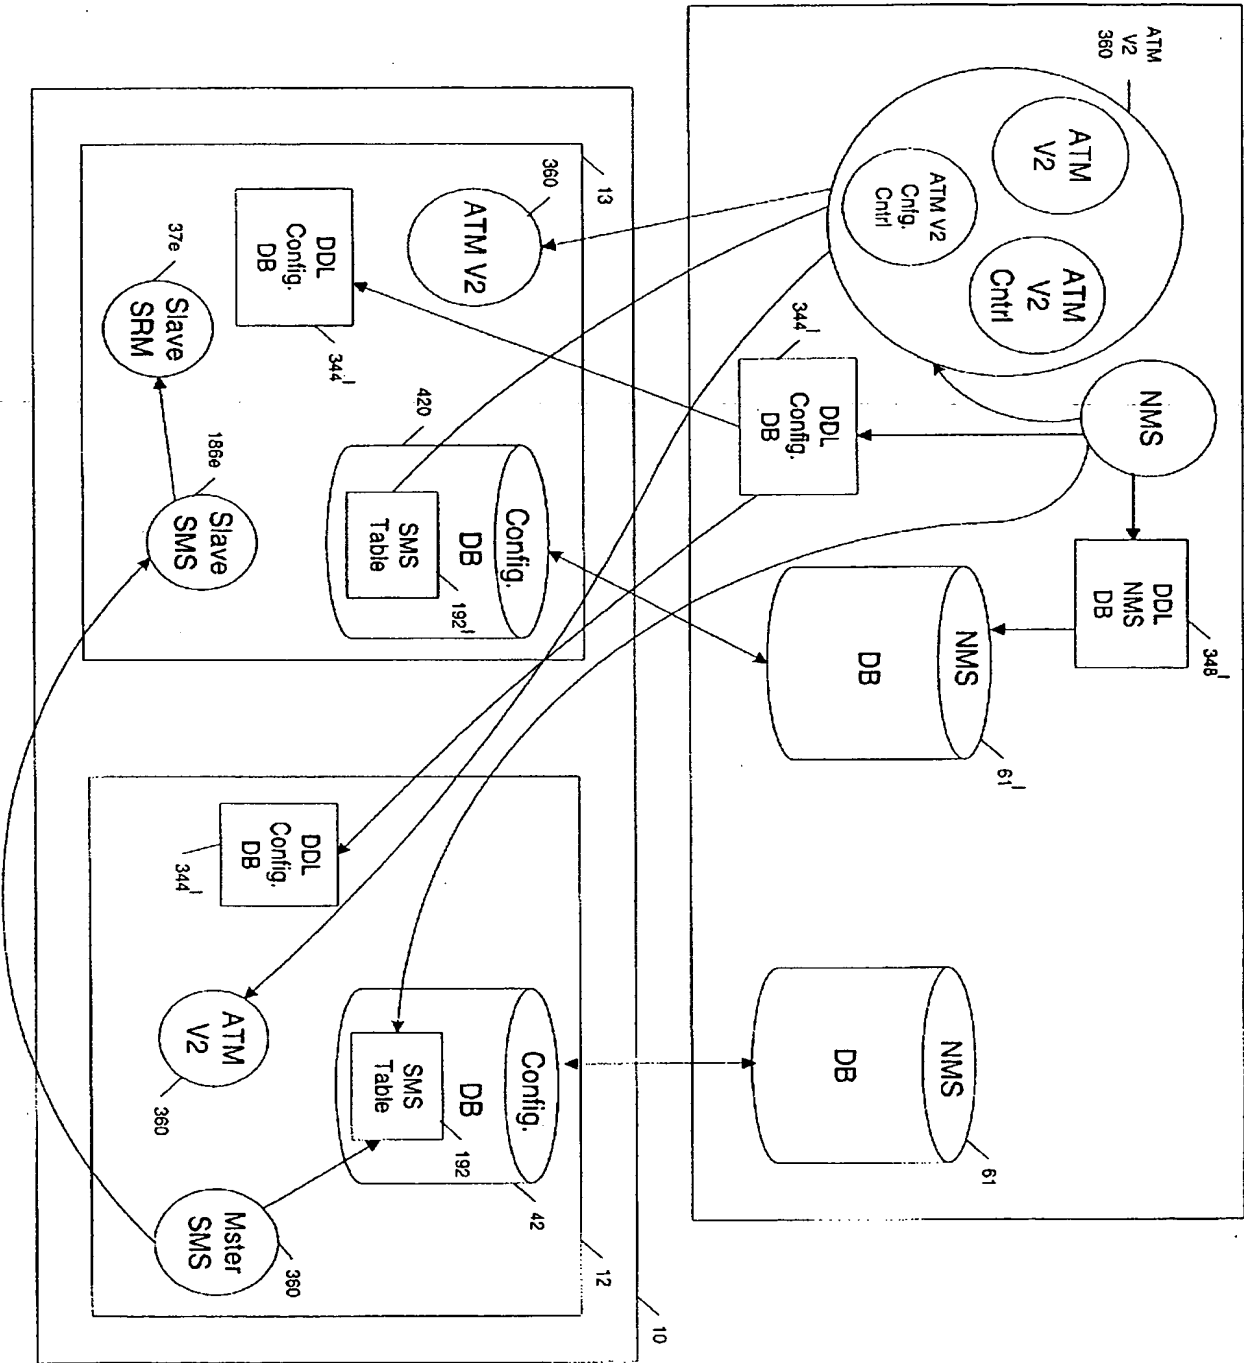 ATM
V2
360
ATM
V2
ATM V2
Cnfg.
Cntrl
ATM
V2
Cntrl
NMS
DDL
NMS
DB
348'
NMS
DB
61'
NMS
DB
61
DDL
Config.
DB
344'
10
13
360
ATM V2
DDL
Config.
DB
344'
37e
Slave
SRM
186e
Slave
SMS
420
Config.
DB
SMS
Table
192'
12
DDL
Config.
DB
344'
ATM
V2
360
Config.
DB
SMS
Table
192
42
Mster
SMS
360